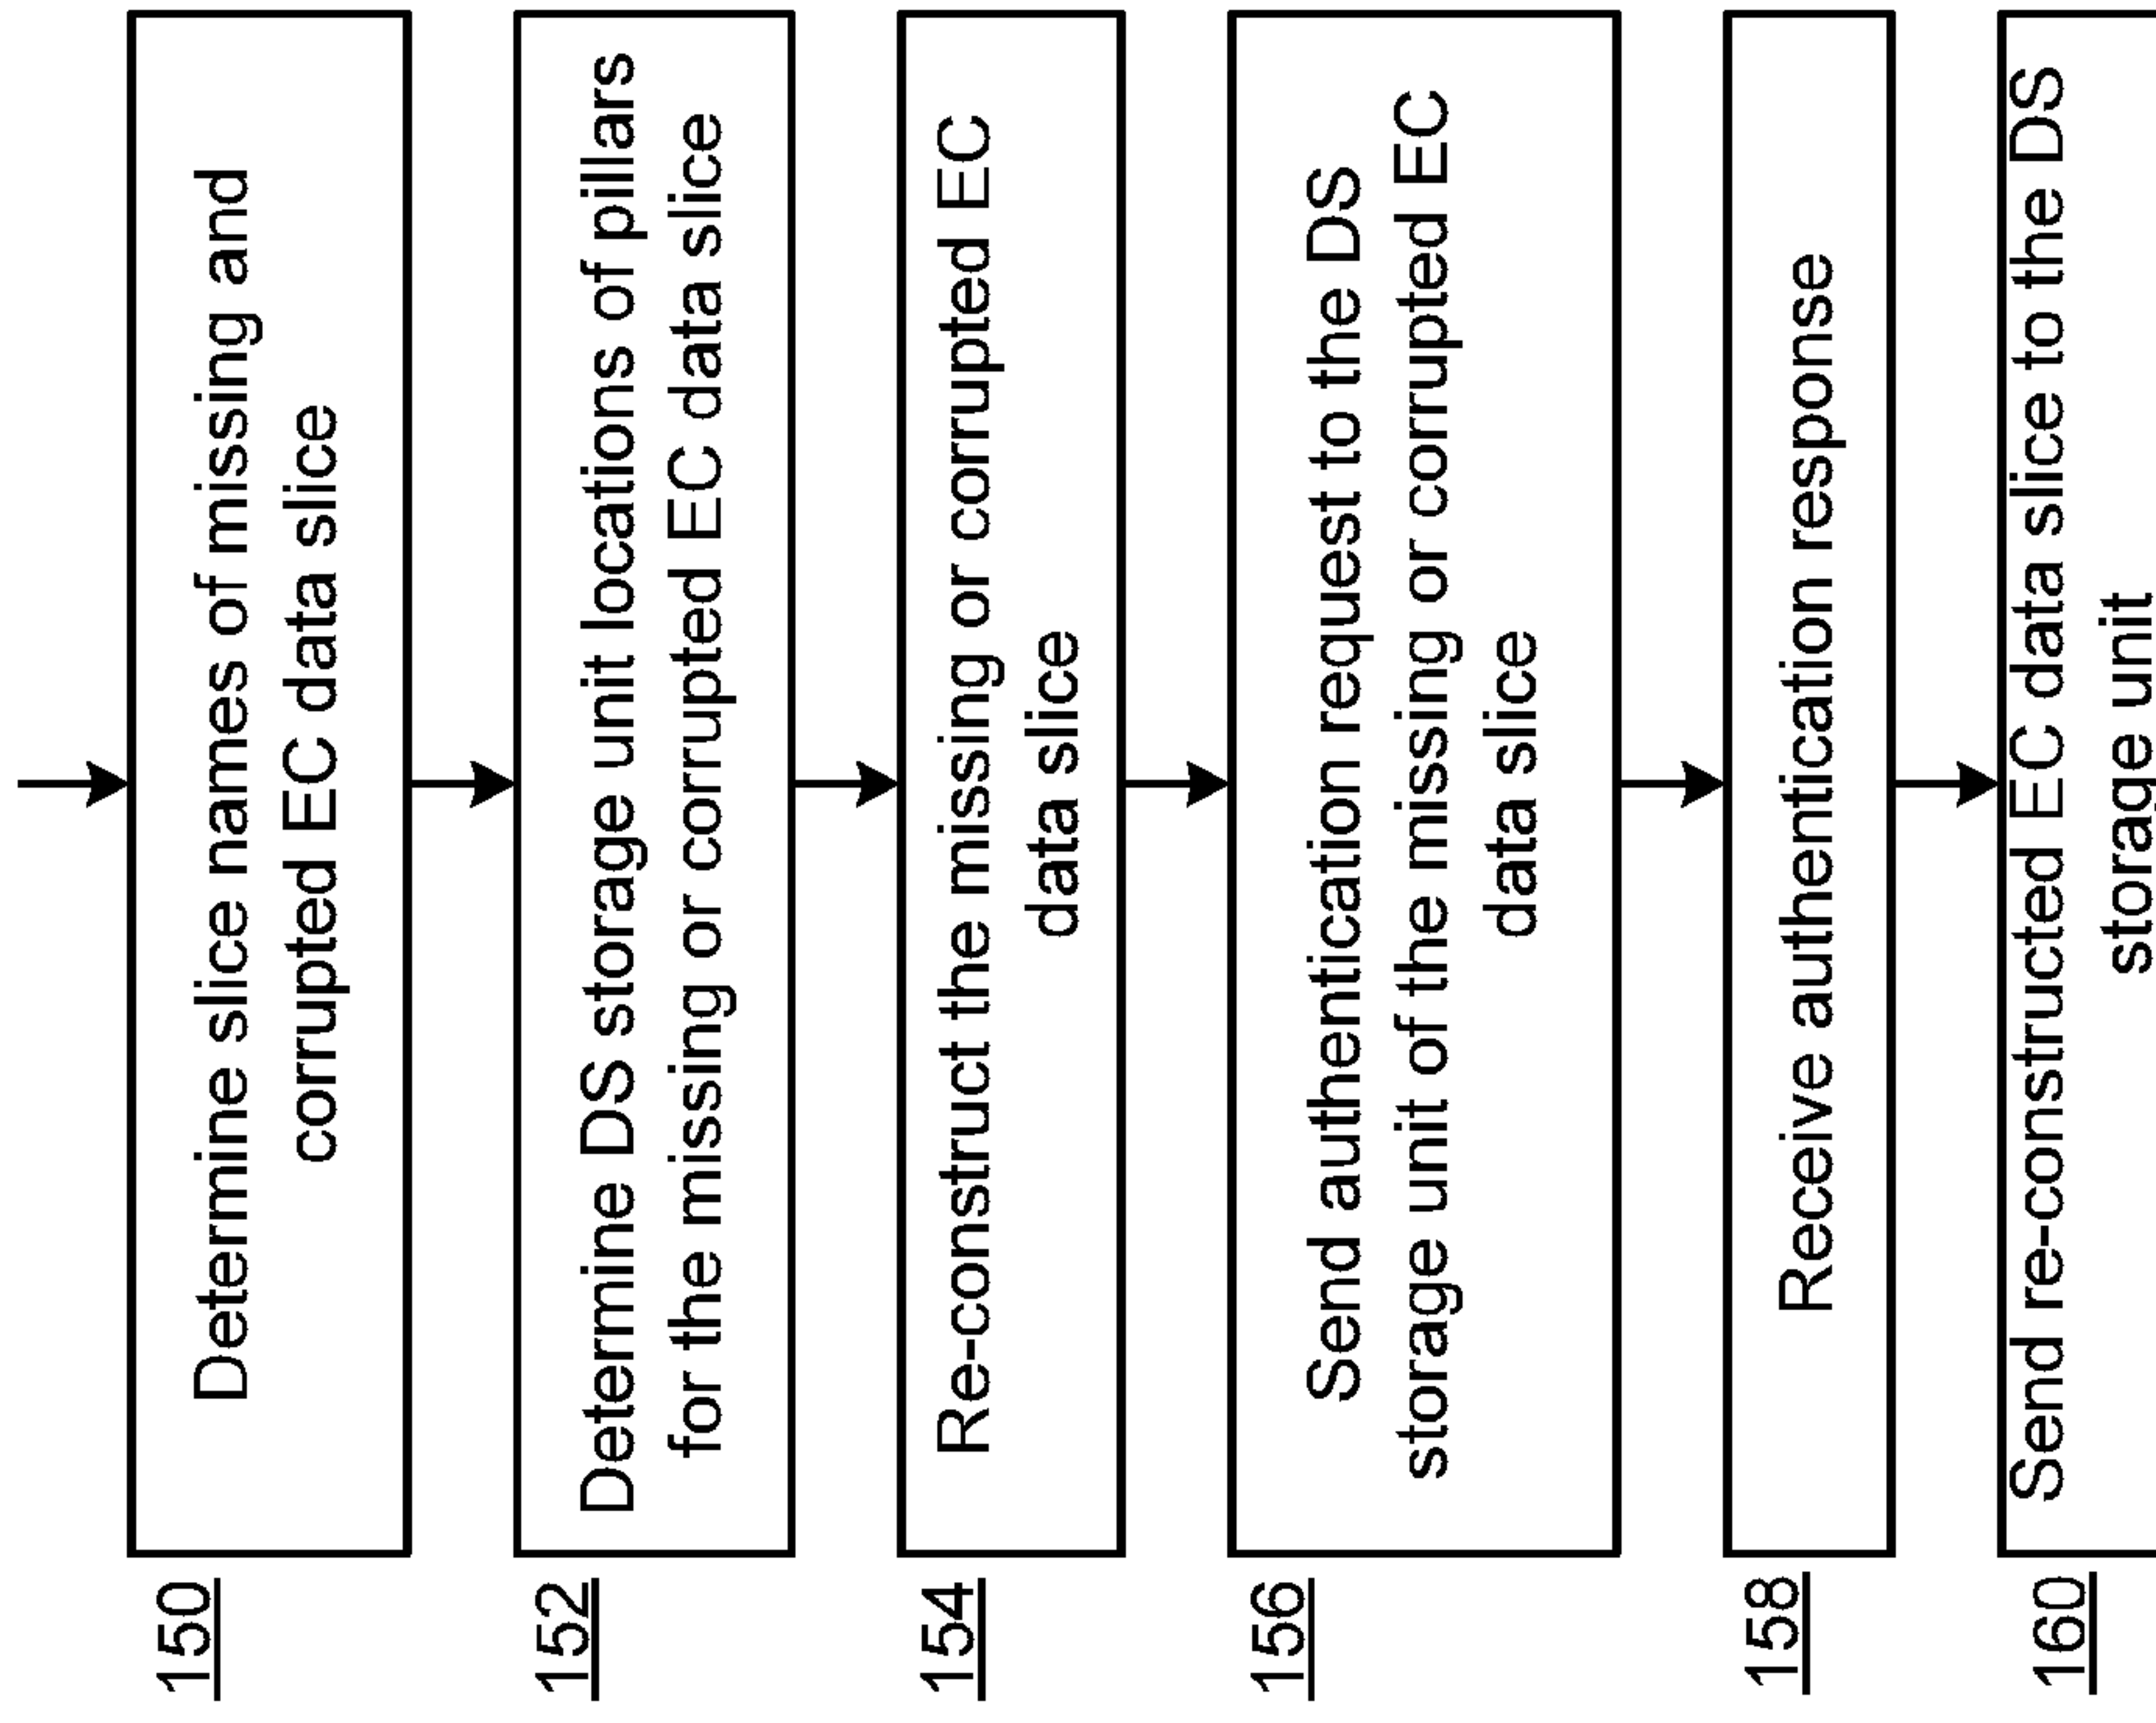 150
Determine slice names of missing and
corrupted EC data slice
152
Determine DS storage unit locations of pillars
for the missing or corrupted EC data slice
154
Re-construct the missing or corrupted EC
data slice
156
Send authentication request to the DS
storage unit of the missing or corrupted EC
data slice
158
Receive authentication response
160
Send re-constructed EC data slice to the DS
storage unit